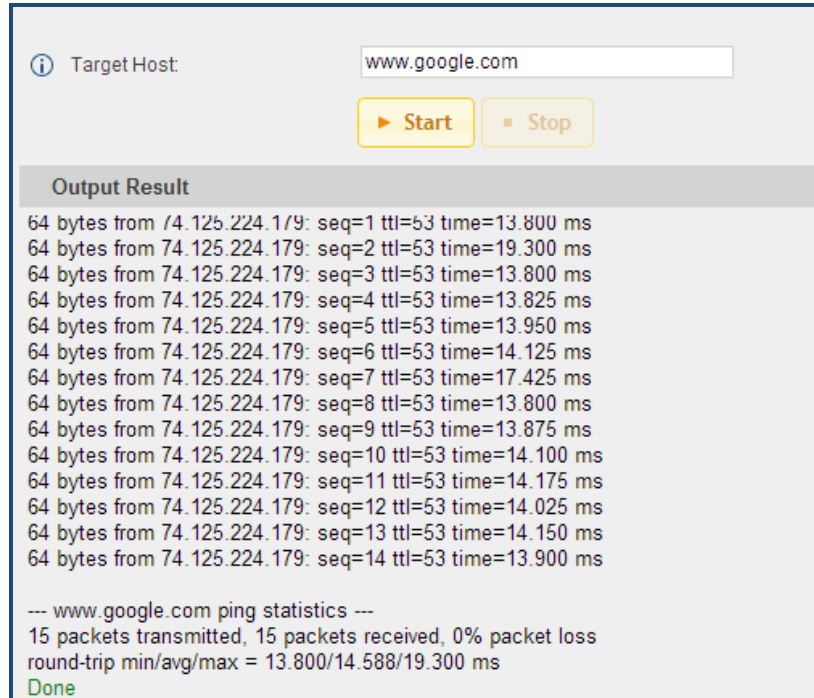 Target Host:
www.google.com
Start
Stop
Output Result
64 bytes from 74.125.224.179: seq=1 ttl=53 time=13.800 ms
64 bytes from 74.125.224.179: seq=2 ttl=53 time=19.300 ms
64 bytes from 74.125.224.179: seq=3 ttl=53 time=13.800 ms
64 bytes from 74.125.224.179: seq=4 ttl=53 time=13.825 ms
64 bytes from 74.125.224.179: seq=5 ttl=53 time=13.950 ms
64 bytes from 74.125.224.179: seq=6 ttl=53 time=14.125 ms
64 bytes from 74.125.224.179: seq=7 ttl=53 time=17.425 ms
64 bytes from 74.125.224.179: seq=8 ttl=53 time=13.800 ms
64 bytes from 74.125.224.179: seq=9 ttl=53 time=13.875 ms
64 bytes from 74.125.224.179: seq=10 ttl=53 time=14.100 ms
64 bytes from 74.125.224.179: seq=11 ttl=53 time=14.175 ms
64 bytes from 74.125.224.179: seq=12 ttl=53 time=14.025 ms
64 bytes from 74.125.224.179: seq=13 ttl=53 time=14.150 ms
64 bytes from 74.125.224.179: seq=14 ttl=53 time=13.900 ms
--- www.google.com ping statistics ---
15 packets transmitted, 15 packets received, 0% packet loss
round-trip min/avg/max = 13.800/14.588/19.300 ms
Done